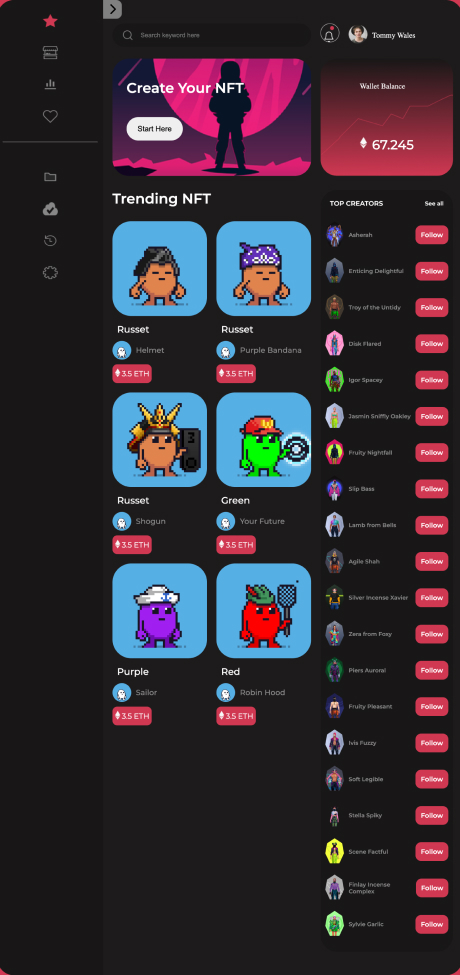 Search keyword here
Tommy Wales
Create Your NFT
Start Here
Wallet Balance
67.245
Trending NFT
Russet
Helmet
3.5 ETH
Russet
Purple Bandana
3.5 ETH
Russet
Shogun
3.5 ETH
Green
Your Future
3.5 ETH
Purple
Sailor
3.5 ETH
Red
Robin Hood
3.5 ETH
TOP CREATORS
See all
Asharah
Follow
Enticing Delightful
Follow
Troy of the Untidy
Follow
Disk Flared
Follow
Igor Spacey
Follow
Jasmin Sniffly Oakley
Follow
Fruity Nightfall
Follow
Slip Bass
Follow
Lamb from Bells
Follow
Agile Shah
Follow
Silver Incense Xavier
Follow
Zera from Foxy
Follow
Piers Auroral
Follow
Fruity Pleasant
Follow
Ivis Fuzzy
Follow
Soft Legible
Follow
Stella Spiky
Follow
Scene Factful
Follow
Finlay Incense
Complex
Follow
Sylvie Garlic
Follow